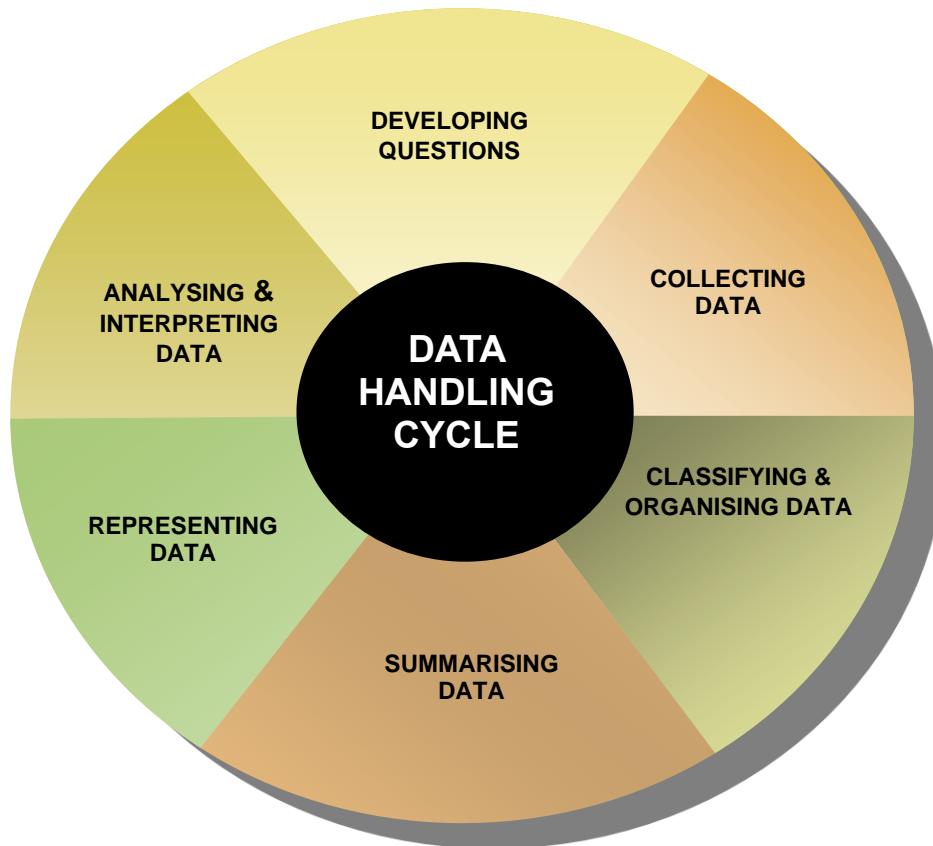 DEVELOPING
QUESTIONS
COLLECTING
DATA
CLASSIFYING &
ORGANISING DATA
SUMMARISING
DATA
REPRESENTING
DATA
ANALYSING &
INTERPRETING
DATA
DATA
HANDLING
CYCLE